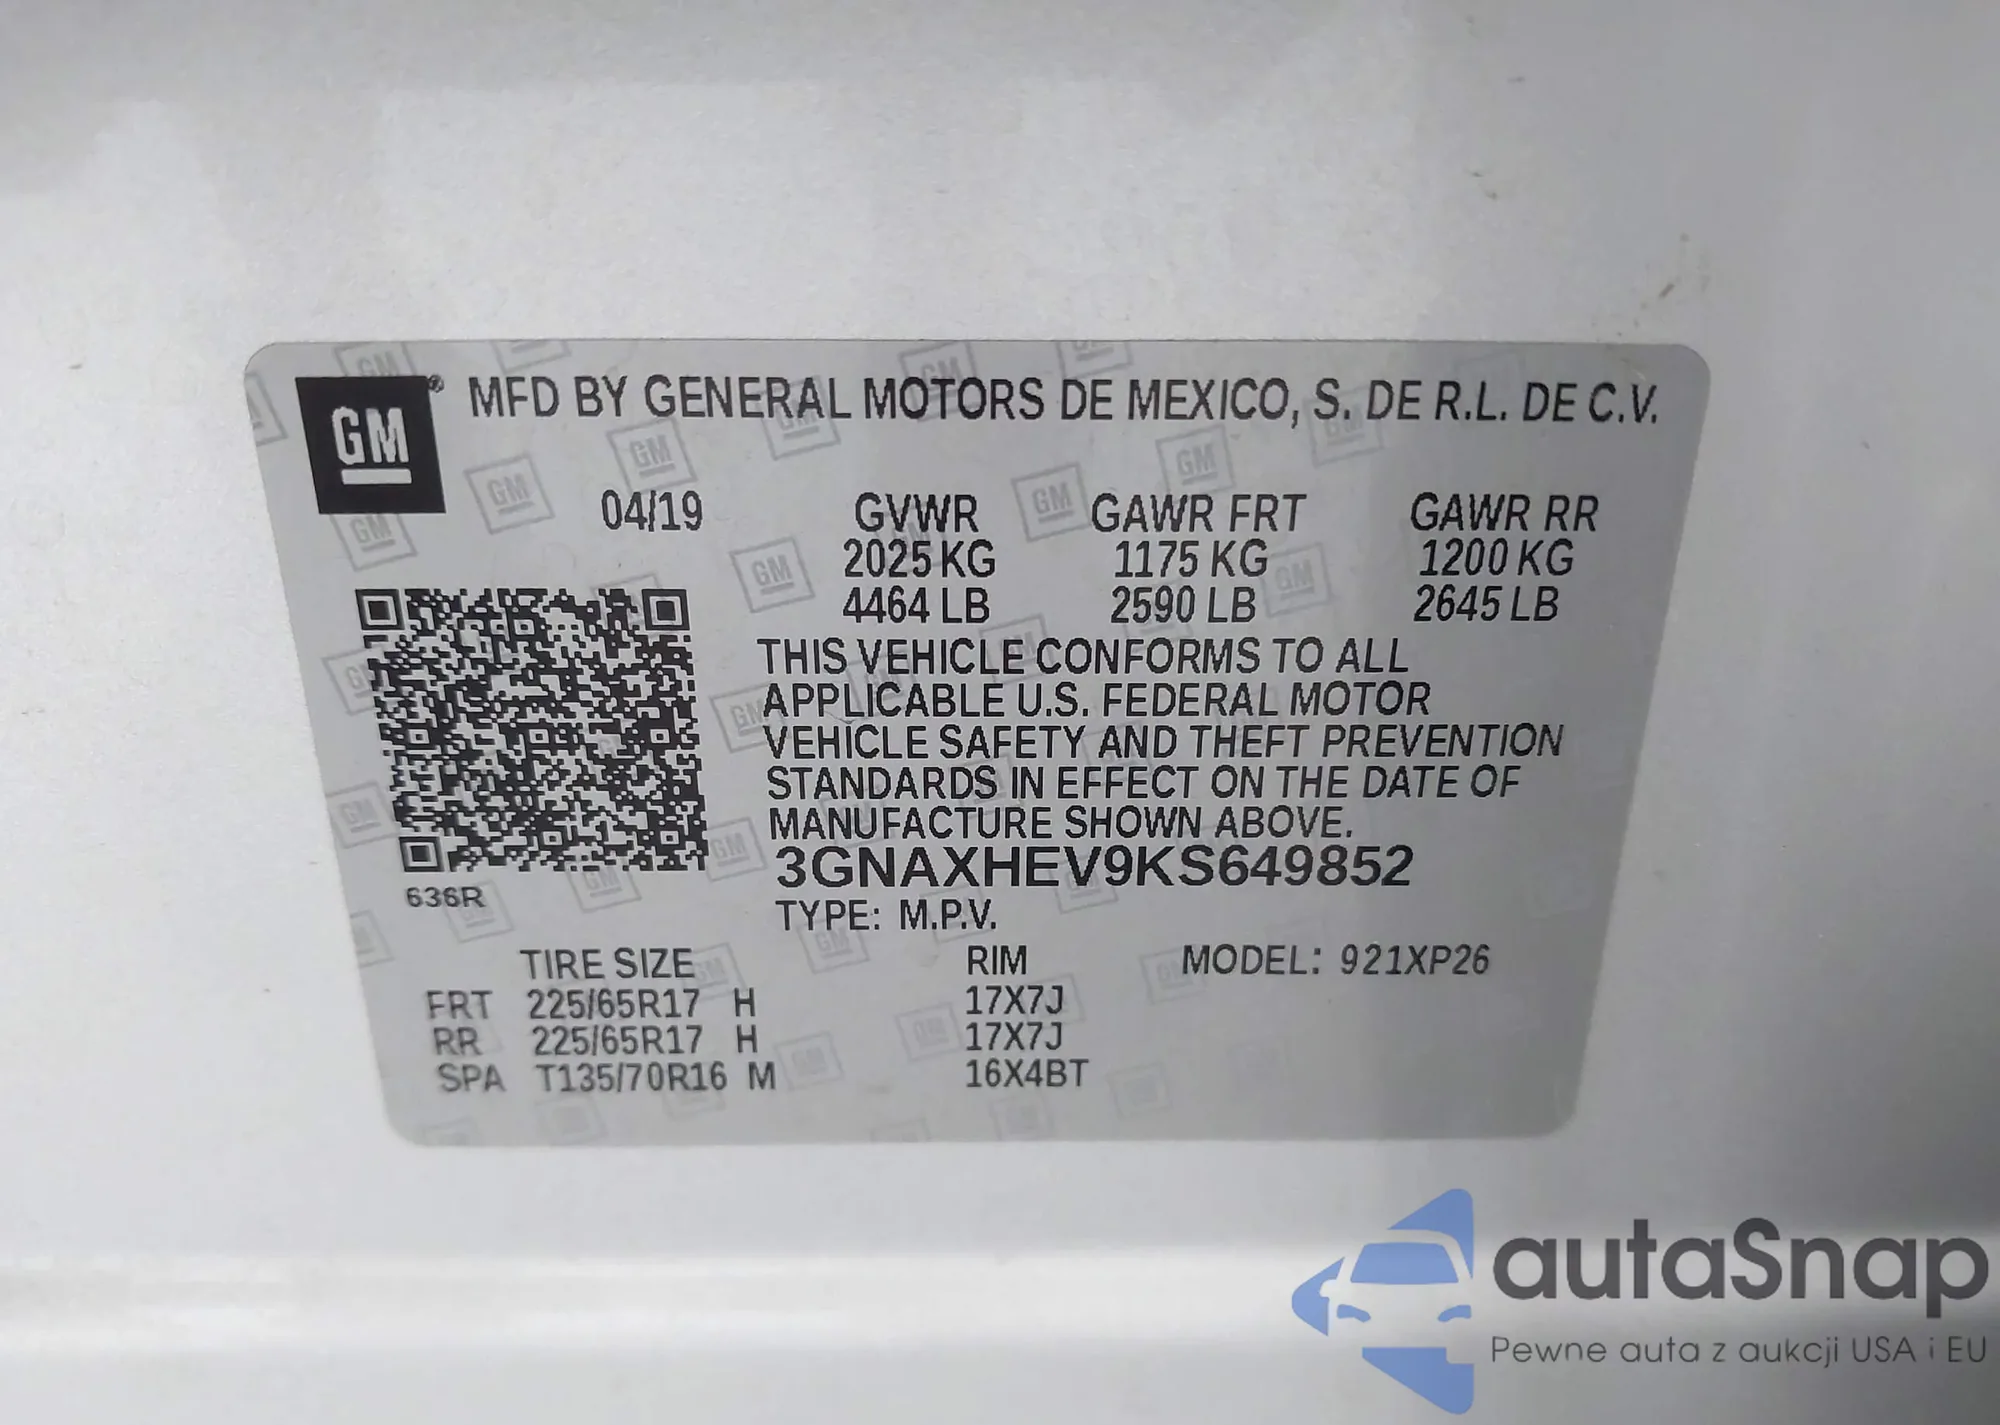 GM® MFD BY GENERAL MOTORS DE MEXICO, S. DE R.L. DE C.V.
04/19 GVWR GAWR FRT GAWR RR
2025 KG 1175 KG 1200 KG
4464 LB 2590 LB 2645 LB
THIS VEHICLE CONFORMS TO ALL
APPLICABLE U.S. FEDERAL MOTOR
VEHICLE SAFETY AND THEFT PREVENTION
STANDARDS IN EFFECT ON THE DATE OF
MANUFACTURE SHOWN ABOVE.
3GNAXHEV9KS649852
636R
TYPE: M.P.V.
TIRE SIZE RIM MODEL: 921XP26
FRT 225/65R17 H 17X7J
RR 225/65R17 H 17X7J
SPA T135/70R16 M 16X4BT
autaSnap
Pewne auta z aukcji USA i EU